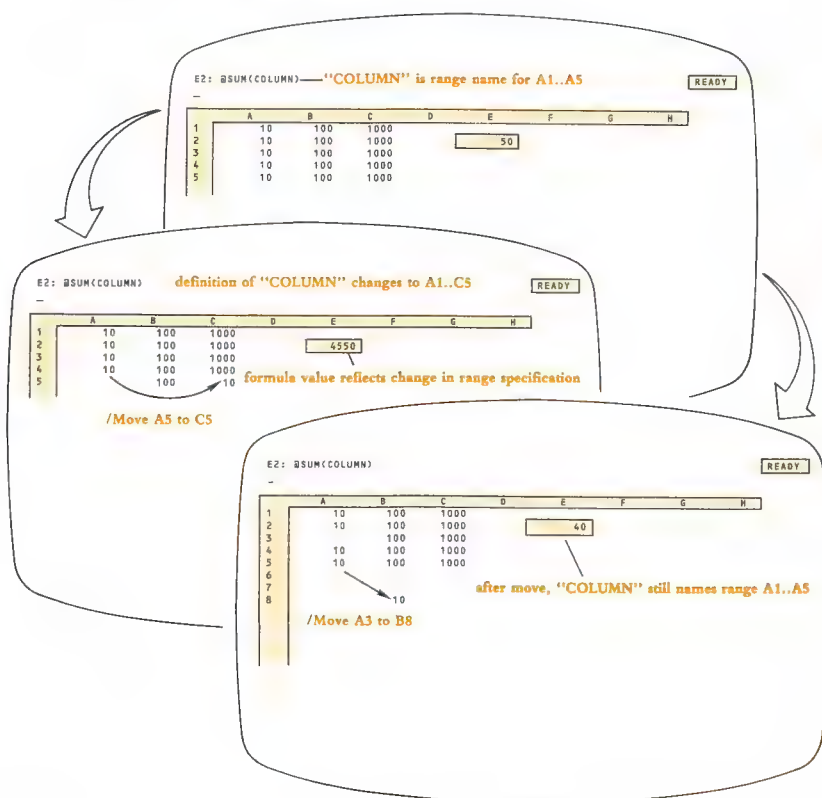 E2: @SUM(COLUMN) "COLUMN" is range name for A1..A5 READY
A B C D E F G H
1 10 100 1000
2 10 100 1000 50
3 10 100 1000
4 10 100 1000
5 10 100 1000
E2: @SUM(COLUMN) definition of "COLUMN" changes to A1..C5 READY
A B C D E F G H
1 10 100 1000
2 10 100 1000 4550
3 10 100 1000
4 10 100 1000
5 100 10 formula value reflects change in range specification
/Move A5 to C5
E2: @SUM(COLUMN) READY
A B C D E F G H
1 10 100 1000
2 10 100 1000 40
3 100 1000
4 10 100 1000
5 10 100 1000
6
7 after move, "COLUMN" still names range A1..A5
8 10
/Move A3 to B8